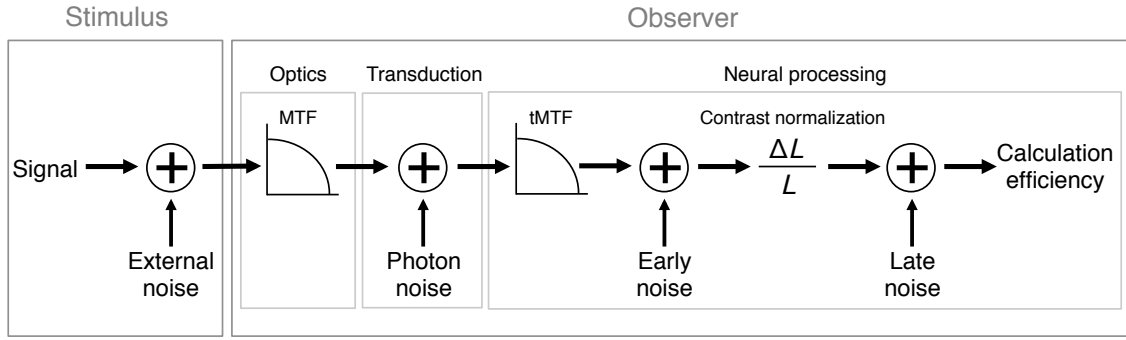 Stimulus
Observer
Optics
Transduction
Neural processing
MTF
tMTF
Contrast normalization
Signal
+
+
+
ΔL
L
+
Calculation
efficiency
External
noise
Photon
noise
Early
noise
Late
noise